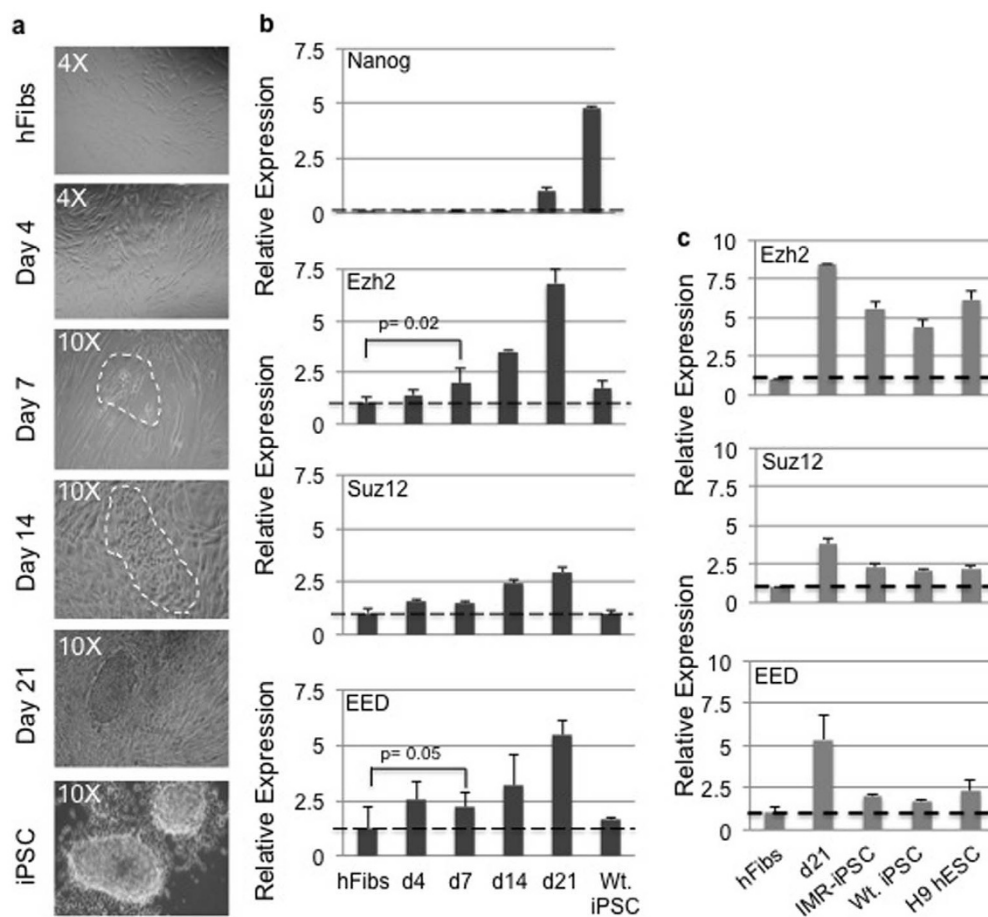 a
hFibs
4X
Day 4
4X
Day 7
10X
Day 14
10X
Day 21
10X
iPSC
10X
b
Relative Expression
7.5
5
2.5
0
Nanog
Relative Expression
7.5
5
2.5
0
Ezh2
p= 0.02
Relative Expression
7.5
5
2.5
0
Suz12
Relative Expression
7.5
5
2.5
0
EED
p= 0.05
hFibs d4 d7 d14 d21 Wt.
iPSC
c
Relative Expression
10
7.5
5
2.5
0
Ezh2
Relative Expression
10
7.5
5
2.5
0
Suz12
Relative Expression
10
7.5
5
2.5
0
EED
hFibs
d21
IMR-iPSC
Wt. iPSC
H9 hESC